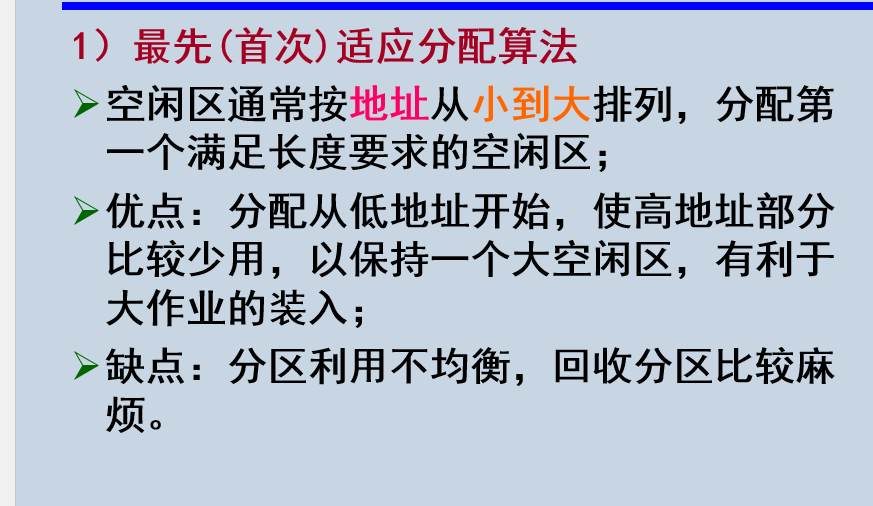 1）最先(首次)适应分配算法
➢空闲区通常按地址从小到大排列，分配第
一个满足长度要求的空闲区；
➢优点：分配从低地址开始，使高地址部分
比较少用，以保持一个大空闲区，有利于
大作业的装入；
➢缺点：分区利用不均衡，回收分区比较麻
烦。